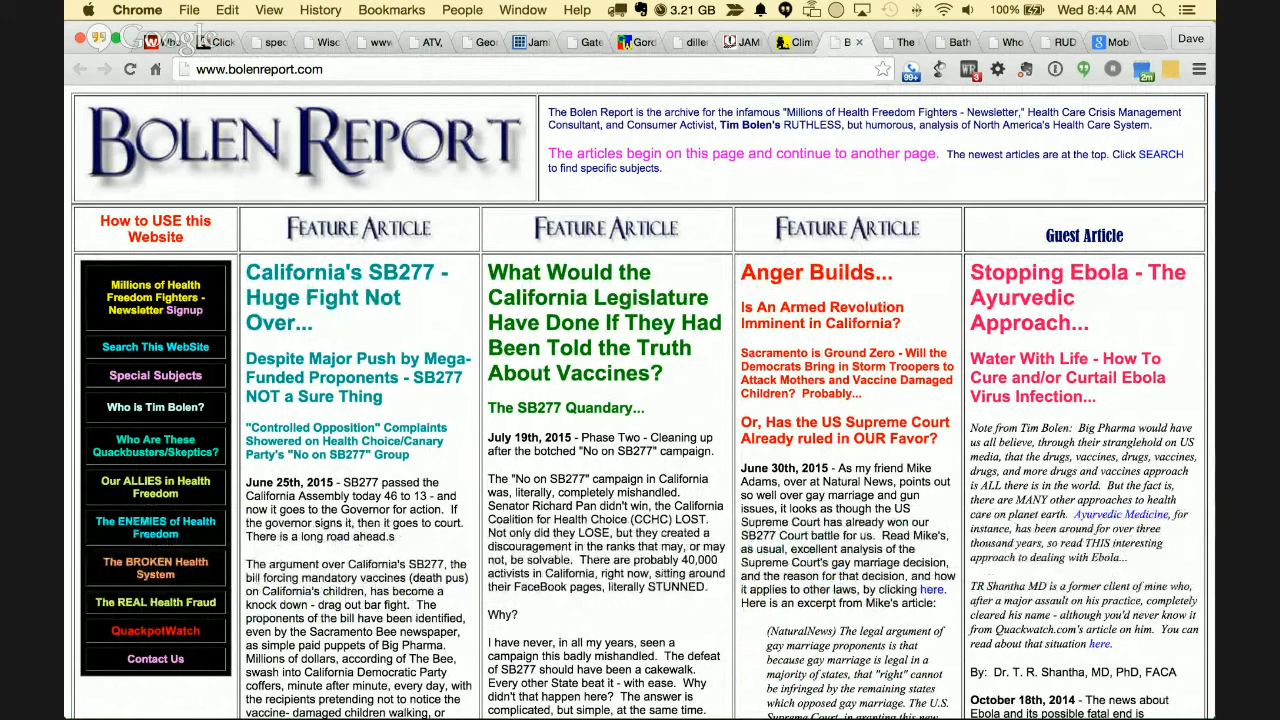 Chrome File Edit View History Bookmarks People Window Help 3.21 GB 100% Wed 8:44 AM
Google
Click
spec
Wisc
www
ATV,
Geo
Jam
Gate
Gord
dille
JAM
Clim
B
The
Bath
Who
RUD
Mob
Dave
www.bolenreport.com
99+
3
2m
BOLEN REPORT
The Bolen Report is the archive for the infamous "Millions of Health Freedom Fighters - Newsletter," Health Care Crisis Management
Consultant, and Consumer Activist, Tim Bolen's RUTHLESS, but humorous, analysis of North America's Health Care System.
The articles begin on this page and continue to another page. The newest articles are at the top. Click SEARCH
to find specific subjects.
How to USE this
Website
Millions of Health
Freedom Fighters -
Newsletter Signup
Search This WebSite
Special Subjects
Who is Tim Bolen?
Who Are These
Quackbusters/Skeptics?
Our ALLIES in Health
Freedom
The ENEMIES of Health
Freedom
The BROKEN Health
System
The REAL Health Fraud
QuackpotWatch
Contact Us
FEATURE ARTICLE
California's SB277 -
Huge Fight Not
Over...
Despite Major Push by Mega-
Funded Proponents - SB277
NOT a Sure Thing
"Controlled Opposition" Complaints
Showered on Health Choice/Canary
Party's "No on SB277" Group
June 25th, 2015 - SB277 passed the
California Assembly today 46 to 13 - and
now it goes to the Governor for action. If
the governor signs it, then it goes to court.
There is a long road ahead.s
The argument over California's SB277, the
bill forcing mandatory vaccines (death pus)
on California's children, has become a
knock down - drag out bar fight. The
proponents of the bill have been identified,
even by the Sacramento Bee newspaper,
as simple paid puppets of Big Pharma.
Millions of dollars, according of The Bee,
swash into California Democratic Party
coffers, minute after minute, every day, with
the recipients pretending not to notice the
vaccine- damaged children walking, or
FEATURE ARTICLE
What Would the
California Legislature
Have Done If They Had
Been Told the Truth
About Vaccines?
The SB277 Quandary...
July 19th, 2015 - Phase Two - Cleaning up
after the botched "No on SB277" campaign.
The "No on SB277" campaign in California
was, literally, completely mishandled.
Senator Richard Pan didn't win, the California
Coalition for Health Choice (CCHC) LOST.
Not only did they LOSE, but they created a
discouragement in the ranks that may, or may
not, be solvable. There are probably 40,000
activists in California, right now, sitting around
their FaceBook pages, literally STUNNED.
Why?
I have never, in all my years, seen a
campaign this badly mishandled. The defeat
of SB277 should have been a cakewalk.
Every other State beat it - with ease. Why
didn't that happen here? The answer is
complicated, but simple, at the same time.
FEATURE ARTICLE
Anger Builds...
Is An Armed Revolution
Imminent in California?
Sacramento is Ground Zero - Will the
Democrats Bring in Storm Troopers to
Attack Mothers and Vaccine Damaged
Children? Probably...
Or, Has the US Supreme Court
Already ruled in OUR Favor?
June 30th, 2015 - As my friend Mike
Adams, over at Natural News, points out
so well over gay marriage and gun
issues, it looks as though the US
Supreme Court has already won our
SB277 Court battle for us. Read Mike's,
as usual, excellent analysis of the
Supreme Court's gay marriage decision,
and the reason for that decision, and how
it applies to other laws, by clicking here.
Here is an excerpt from Mike's article:
(NaturalNews) The legal argument of
gay marriage proponents is that
because gay marriage is legal in a
majority of states, that "right" cannot
be infringed by the remaining states
which opposed gay marriage. The U.S.
Supreme Court, in granting this new
Guest Article
Stopping Ebola - The
Ayurvedic
Approach...
Water With Life - How To
Cure and/or Curtail Ebola
Virus Infection...
Note from Tim Bolen: Big Pharma would have
us all believe, through their stranglehold on US
media, that the drugs, vaccines, drugs, vaccines,
drugs, and more drugs and vaccines approach
is ALL there is in the world. But the fact is,
there are MANY other approaches to health
care on planet earth. Ayurvedic Medicine, for
instance, has been around for over three
thousand years, so read THIS interesting
approach to dealing with Ebola...
TR Shantha MD is a former client of mine who,
after a major assault on his practice, completely
cleared his name - although you'd never know it
from Quackwatch.com's article on him. You can
read about that situation here.
By: Dr. T. R. Shantha, MD, PhD, FACA
October 18th, 2014 - The news about
Ebola and its possible fatal end is